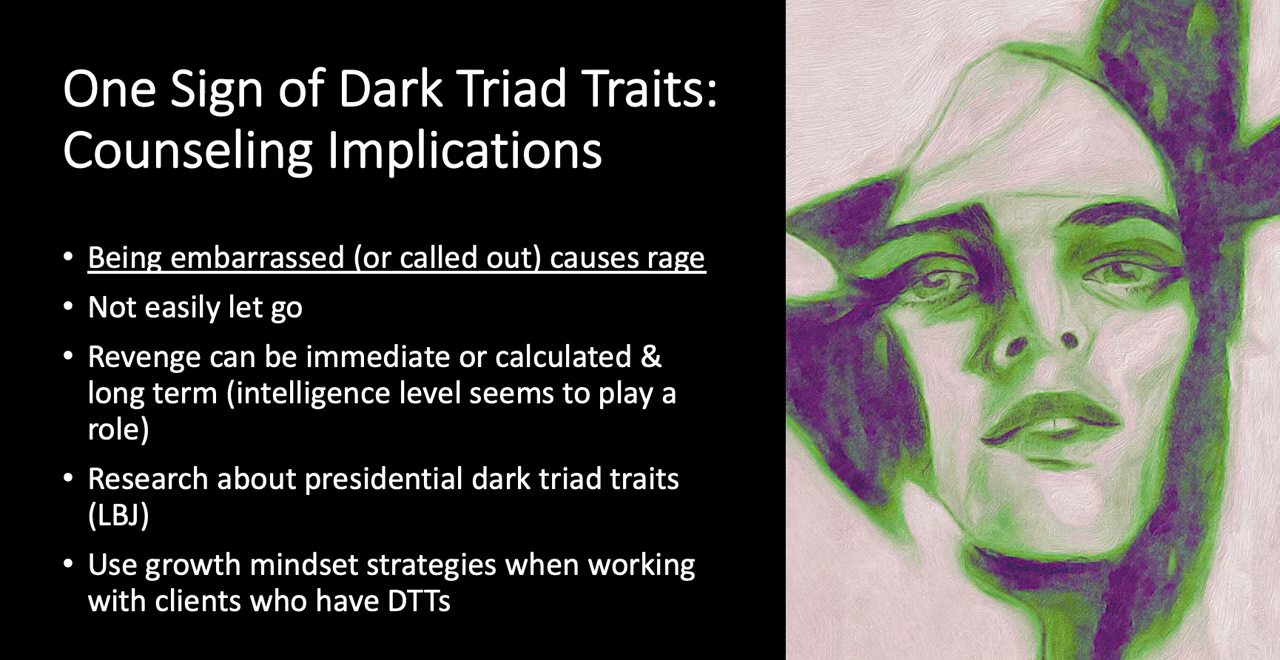 One Sign of Dark Triad Traits:
Counseling Implications
• Being embarrassed (or called out) causes rage
• Not easily let go
• Revenge can be immediate or calculated &
long term (intelligence level seems to play a
role)
• Research about presidential dark triad traits
(LBJ)
• Use growth mindset strategies when working
with clients who have DTTs